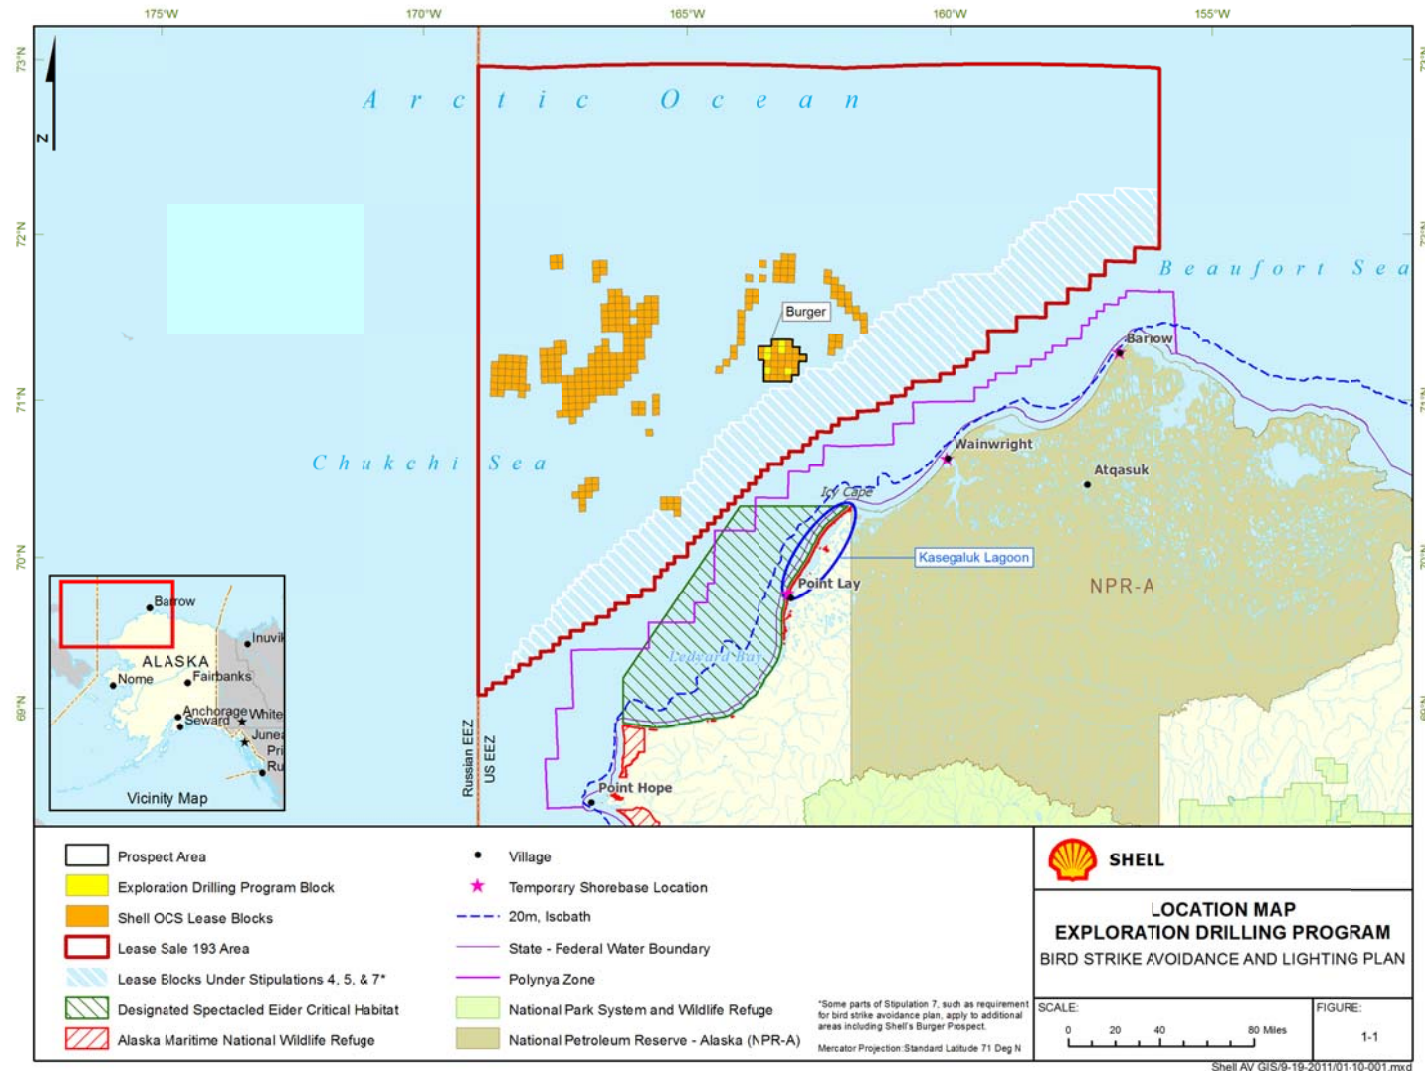 175°W 170°W 165°W 160°W 155°W
73°N 73°N
Z
Arctic Ocean
72°N 72°N
Beaufort Sea
Burger
Barrow
71°N 71°N
Chukchi Sea
Wainwright
Atqasuk
Icy Cape
70°N 70°N
Kasegaluk Lagoon
Point Lay
NPR-A
Ledyard Bay
69°N 69°N
Russian EEZ
US EEZ
Point Hope
Barrow
Inuvik
ALASKA
Fairbanks
Nome
Anchorage
White
Seward
Junea
Pri
Ru
Vicinity Map
Prospect Area
Exploration Drilling Program Block
Shell OCS Lease Blocks
Lease Sale 193 Area
Lease Blocks Under Stipulations 4, 5, & 7*
Designated Spectacled Eider Critical Habitat
Alaska Maritime National Wildlife Refuge
Village
Temporary Shorebase Location
20m, Isobath
State - Federal Water Boundary
Polynya Zone
National Park System and Wildlife Refuge
National Petroleum Reserve - Alaska (NPR-A)
*Some parts of Stipulation 7, such as requirement
for bird strike avoidance plan, apply to additional
areas including Shell's Burger Prospect.
Mercator Projection:Standard Latitude 71 Deg N
SHELL
LOCATION MAP
EXPLORATION DRILLING PROGRAM
BIRD STRIKE AVOIDANCE AND LIGHTING PLAN
SCALE:
0 20 40 80 Miles
FIGURE:
1-1
Shell AV GIS/9-19-2011/01-10-001.mxd